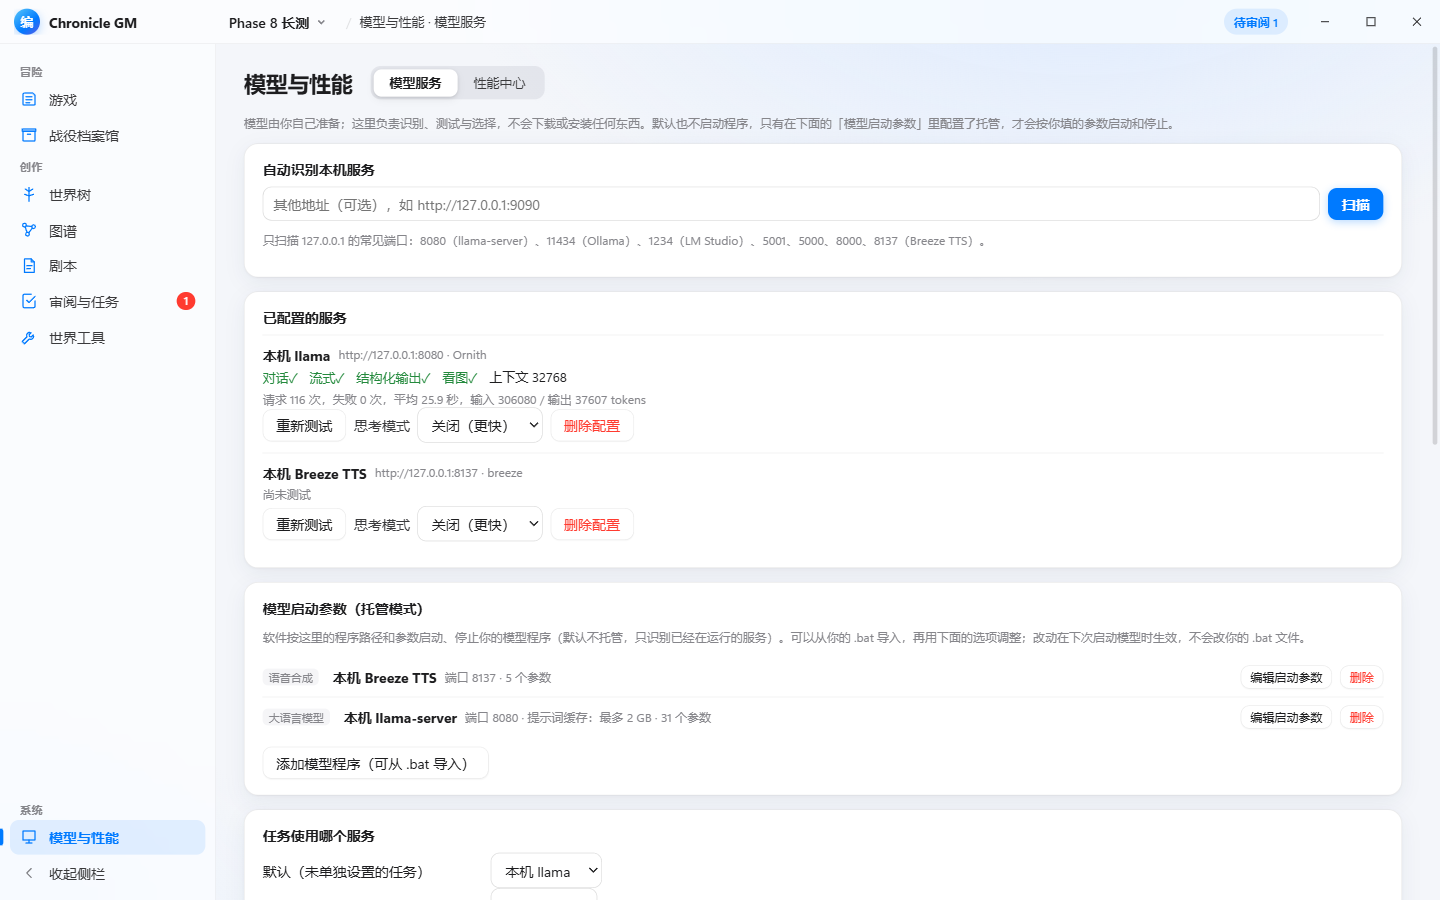 编 Chronicle GM
Phase 8 长测 / 模型与性能 · 模型服务
待审阅 1
冒险
游戏
战役档案馆
创作
世界树
图谱
剧本
审阅与任务 1
世界工具
系统
模型与性能
收起侧栏
模型与性能 模型服务 性能中心
模型由你自己准备；这里负责识别、测试与选择，不会下载或安装任何东西。默认也不启动程序，只有在下面的「模型启动参数」里配置了托管，才会按你填的参数启动和停止。
自动识别本机服务
其他地址（可选），如 http://127.0.0.1:9090 扫描
只扫描 127.0.0.1 的常见端口：8080（llama-server）、11434（Ollama）、1234（LM Studio）、5001、5000、8000、8137（Breeze TTS）。
已配置的服务
本机 llama http://127.0.0.1:8080 · Ornith
对话✓ 流式✓ 结构化输出✓ 看图✓ 上下文 32768
请求 116 次，失败 0 次，平均 25.9 秒，输入 306080 / 输出 37607 tokens
重新测试 思考模式 关闭（更快） 删除配置
本机 Breeze TTS http://127.0.0.1:8137 · breeze
尚未测试
重新测试 思考模式 关闭（更快） 删除配置
模型启动参数（托管模式）
软件按这里的程序路径和参数启动、停止你的模型程序（默认不托管，只识别已经在运行的服务）。可以从你的 .bat 导入，再用下面的选项调整；改动在下次启动模型时生效，不会改你的 .bat 文件。
语音合成 本机 Breeze TTS 端口 8137 · 5 个参数 编辑启动参数 删除
大语言模型 本机 llama-server 端口 8080 · 提示词缓存：最多 2 GB · 31 个参数 编辑启动参数 删除
添加模型程序（可从 .bat 导入）
任务使用哪个服务
默认（未单独设置的任务） 本机 llama